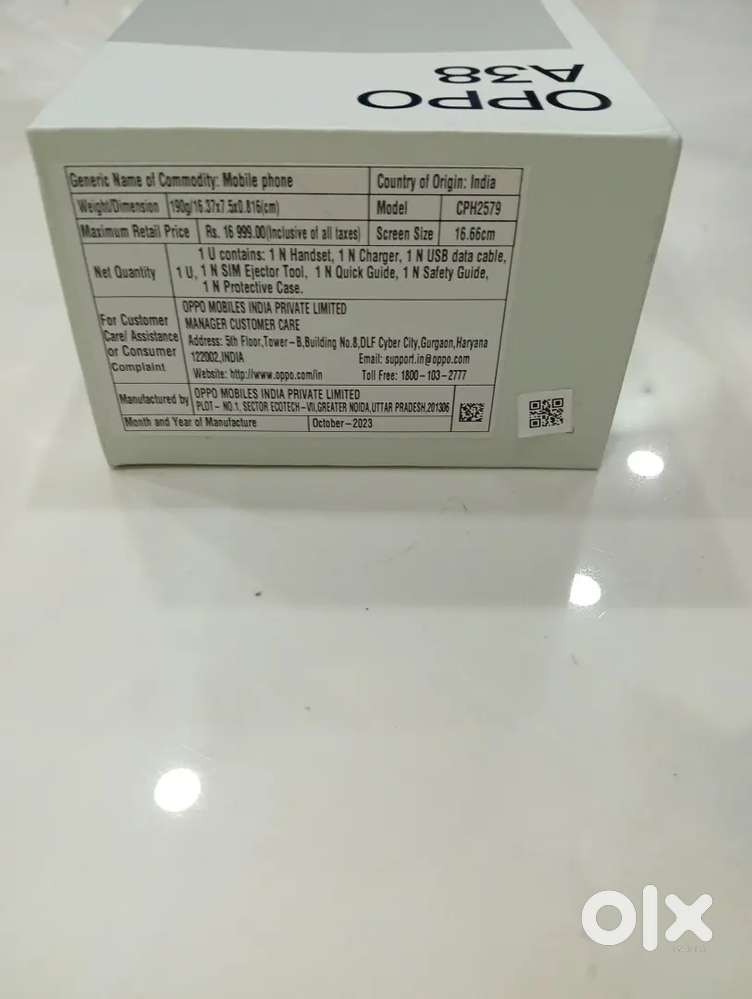 OPPO
A38
Generic Name of Commodity: Mobile phone
Country of Origin: India
Weight/Dimension 190g/16.37x7.5x0.816(cm)
Model CPH2579
Maximum Retail Price Rs. 16 999.00(Inclusive of all taxes)
Screen Size 16.66cm
Net Quantity
1 U contains: 1 N Handset, 1 N Charger, 1 N USB data cable,
1 U, 1 N SIM Ejector Tool, 1 N Quick Guide, 1 N Safety Guide,
1 N Protective Case.
For Customer
Care/ Assistance
or Consumer
Complaint
OPPO MOBILES INDIA PRIVATE LIMITED
MANAGER CUSTOMER CARE
Address: 5th Floor,Tower-B,Building No.8,DLF Cyber City,Gurgaon,Haryana
122002,INDIA Email: support.in@oppo.com
Website: http://www.oppo.com/in Toll Free: 1800-103-2777
Manufactured by
OPPO MOBILES INDIA PRIVATE LIMITED
PLOT- NO.1, SECTOR ECOTECH-VII,GREATER NOIDA,UTTAR PRADESH,201306
Month and Year of Manufacture October-2023
olx